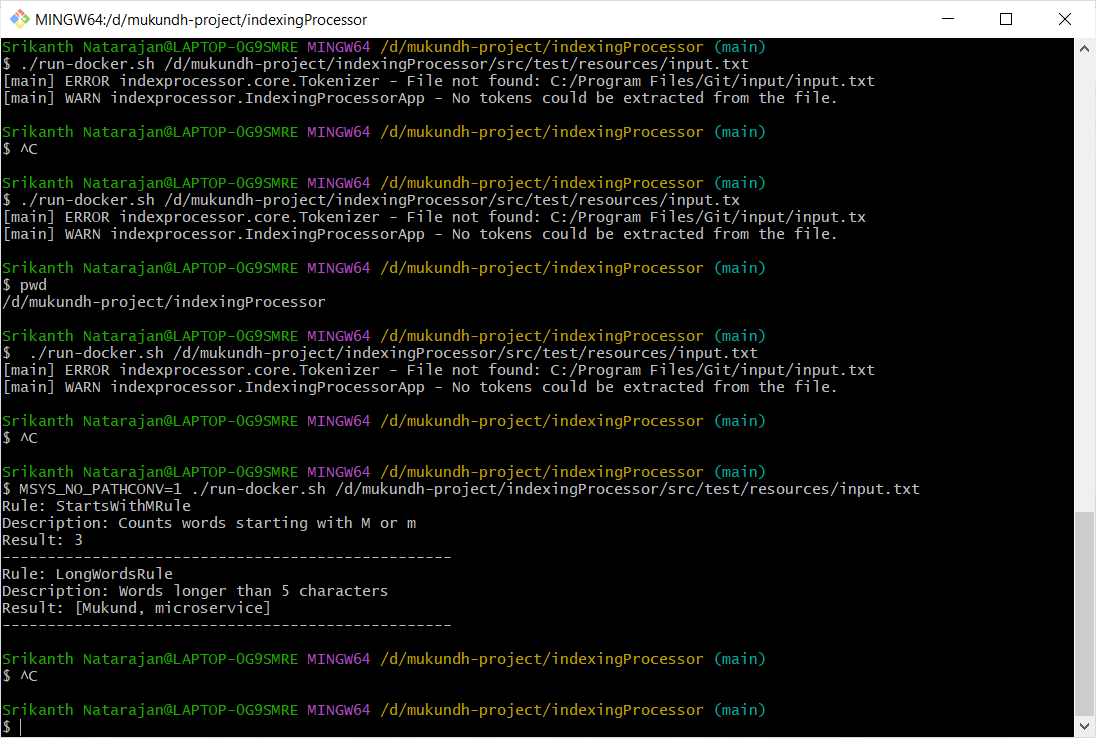 MINGW64:/d/mukundh-project/indexingProcessor
Srikanth Natarajan@LAPTOP-OG9SMRE MINGW64 /d/mukundh-project/indexingProcessor (main)
$ ./run-docker.sh /d/mukundh-project/indexingProcessor/src/test/resources/input.txt
[main] ERROR indexprocessor.core.Tokenizer - File not found: C:/Program Files/Git/input/input.txt
[main] WARN indexprocessor.IndexingProcessorApp - No tokens could be extracted from the file.
Srikanth Natarajan@LAPTOP-OG9SMRE MINGW64 /d/mukundh-project/indexingProcessor (main)
$ ^C
Srikanth Natarajan@LAPTOP-OG9SMRE MINGW64 /d/mukundh-project/indexingProcessor (main)
$ ./run-docker.sh /d/mukundh-project/indexingProcessor/src/test/resources/input.tx
[main] ERROR indexprocessor.core.Tokenizer - File not found: C:/Program Files/Git/input/input.tx
[main] WARN indexprocessor.IndexingProcessorApp - No tokens could be extracted from the file.
Srikanth Natarajan@LAPTOP-OG9SMRE MINGW64 /d/mukundh-project/indexingProcessor (main)
$ pwd
/d/mukundh-project/indexingProcessor
Srikanth Natarajan@LAPTOP-OG9SMRE MINGW64 /d/mukundh-project/indexingProcessor (main)
$  ./run-docker.sh /d/mukundh-project/indexingProcessor/src/test/resources/input.txt
[main] ERROR indexprocessor.core.Tokenizer - File not found: C:/Program Files/Git/input/input.txt
[main] WARN indexprocessor.IndexingProcessorApp - No tokens could be extracted from the file.
Srikanth Natarajan@LAPTOP-OG9SMRE MINGW64 /d/mukundh-project/indexingProcessor (main)
$ ^C
Srikanth Natarajan@LAPTOP-OG9SMRE MINGW64 /d/mukundh-project/indexingProcessor (main)
$ MSYS_NO_PATHCONV=1 ./run-docker.sh /d/mukundh-project/indexingProcessor/src/test/resources/input.txt
Rule: StartsWithMRule
Description: Counts words starting with M or m
Result: 3
--------------------------------------------------
Rule: LongWordsRule
Description: Words longer than 5 characters
Result: [Mukund, microservice]
--------------------------------------------------
Srikanth Natarajan@LAPTOP-OG9SMRE MINGW64 /d/mukundh-project/indexingProcessor (main)
$ ^C
Srikanth Natarajan@LAPTOP-OG9SMRE MINGW64 /d/mukundh-project/indexingProcessor (main)
$